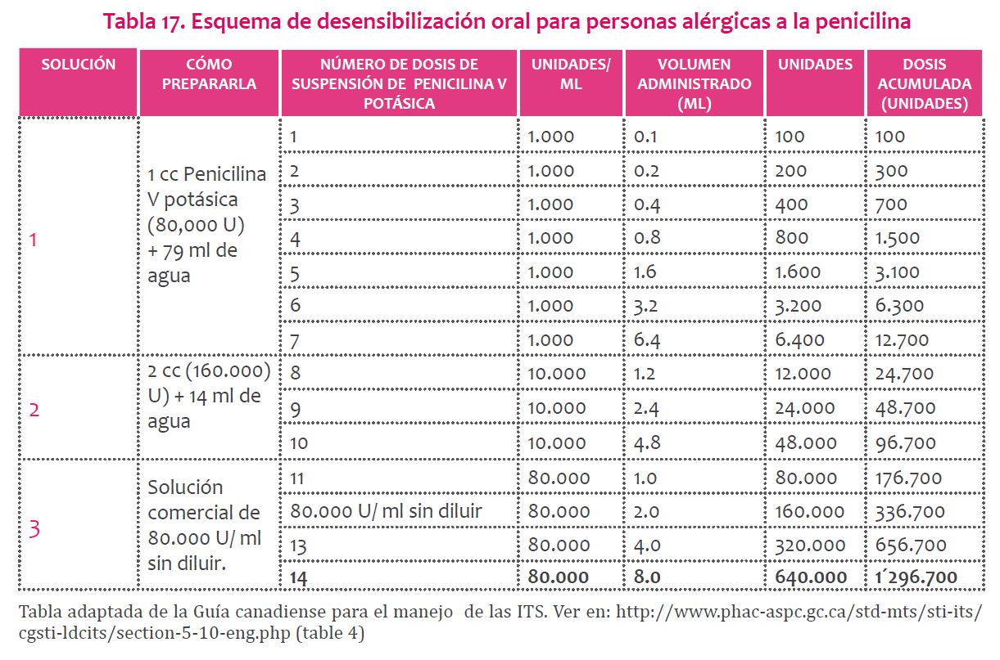 Tabla 17. Esquema de desensibilización oral para personas alérgicas a la penicilina
SOLUCIÓN
CÓMO
PREPARARLA
NÚMERO DE DOSIS DE
SUSPENSIÓN DE PENICILINA V
POTÁSICA
UNIDADES/
ML
VOLUMEN
ADMINISTRADO
(ML)
UNIDADES
DOSIS
ACUMULADA
(UNIDADES)
1
1 cc Penicilina
V potásica
(80,000 U)
+ 79 ml de
agua
1 1.000 0.1 100 100
2 1.000 0.2 200 300
3 1.000 0.4 400 700
4 1.000 0.8 800 1.500
5 1.000 1.6 1.600 3.100
6 1.000 3.2 3.200 6.300
7 1.000 6.4 6.400 12.700
2
2 cc (160.000)
U) + 14 ml de
agua
8 10.000 1.2 12.000 24.700
9 10.000 2.4 24.000 48.700
10 10.000 4.8 48.000 96.700
3
Solución
comercial de
80.000 U/ ml
sin diluir.
11 80.000 1.0 80.000 176.700
80.000 U/ ml sin diluir 80.000 2.0 160.000 336.700
13 80.000 4.0 320.000 656.700
14 80.000 8.0 640.000 1´296.700
Tabla adaptada de la Guía canadiense para el manejo de las ITS. Ver en: http://www.phac-aspc.gc.ca/std-mts/sti-its/
cgsti-ldcits/section-5-10-eng.php (table 4)